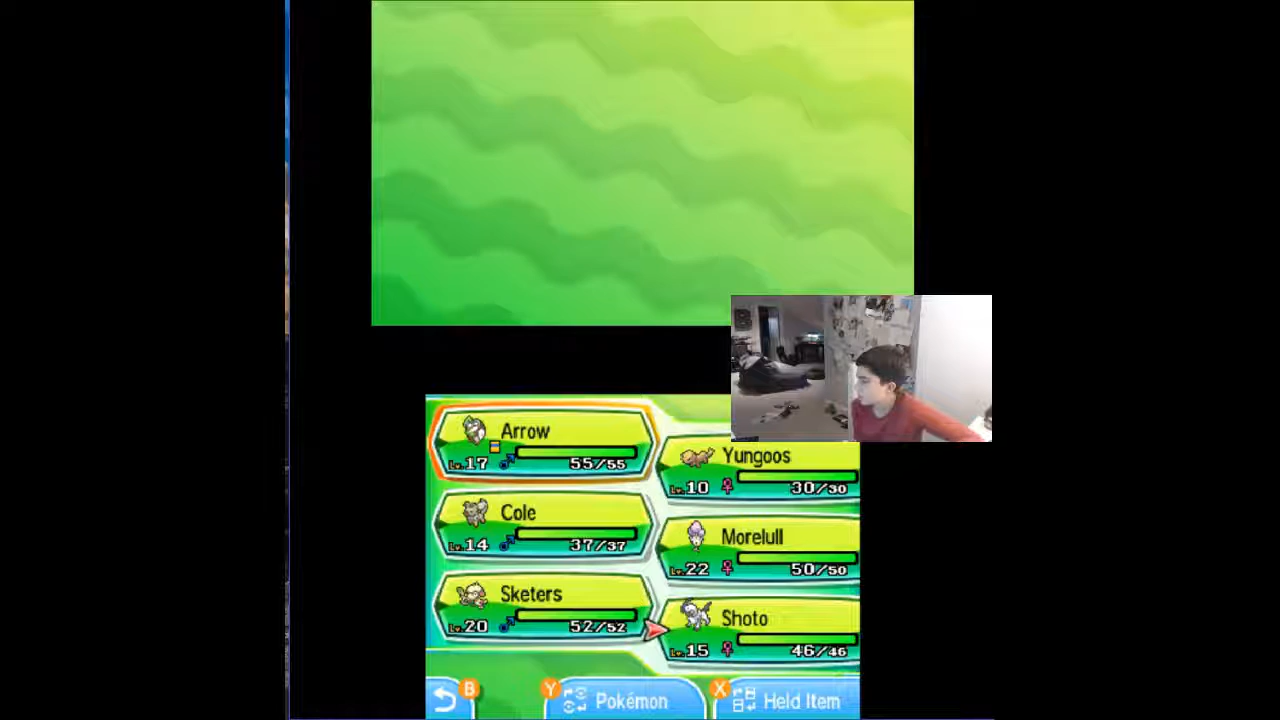 Arrow
Lv.17 ♂ 55/55
Yungoos
Lv.10 ♀ 30/30
Cole
Lv.14 ♂ 37/37
Morelull
Lv.22 ♀ 50/50
Sketers
Lv.20 ♂ 52/52
Shoto
Lv.15 ♀ 46/46
B
Y Pokémon
X Held Item